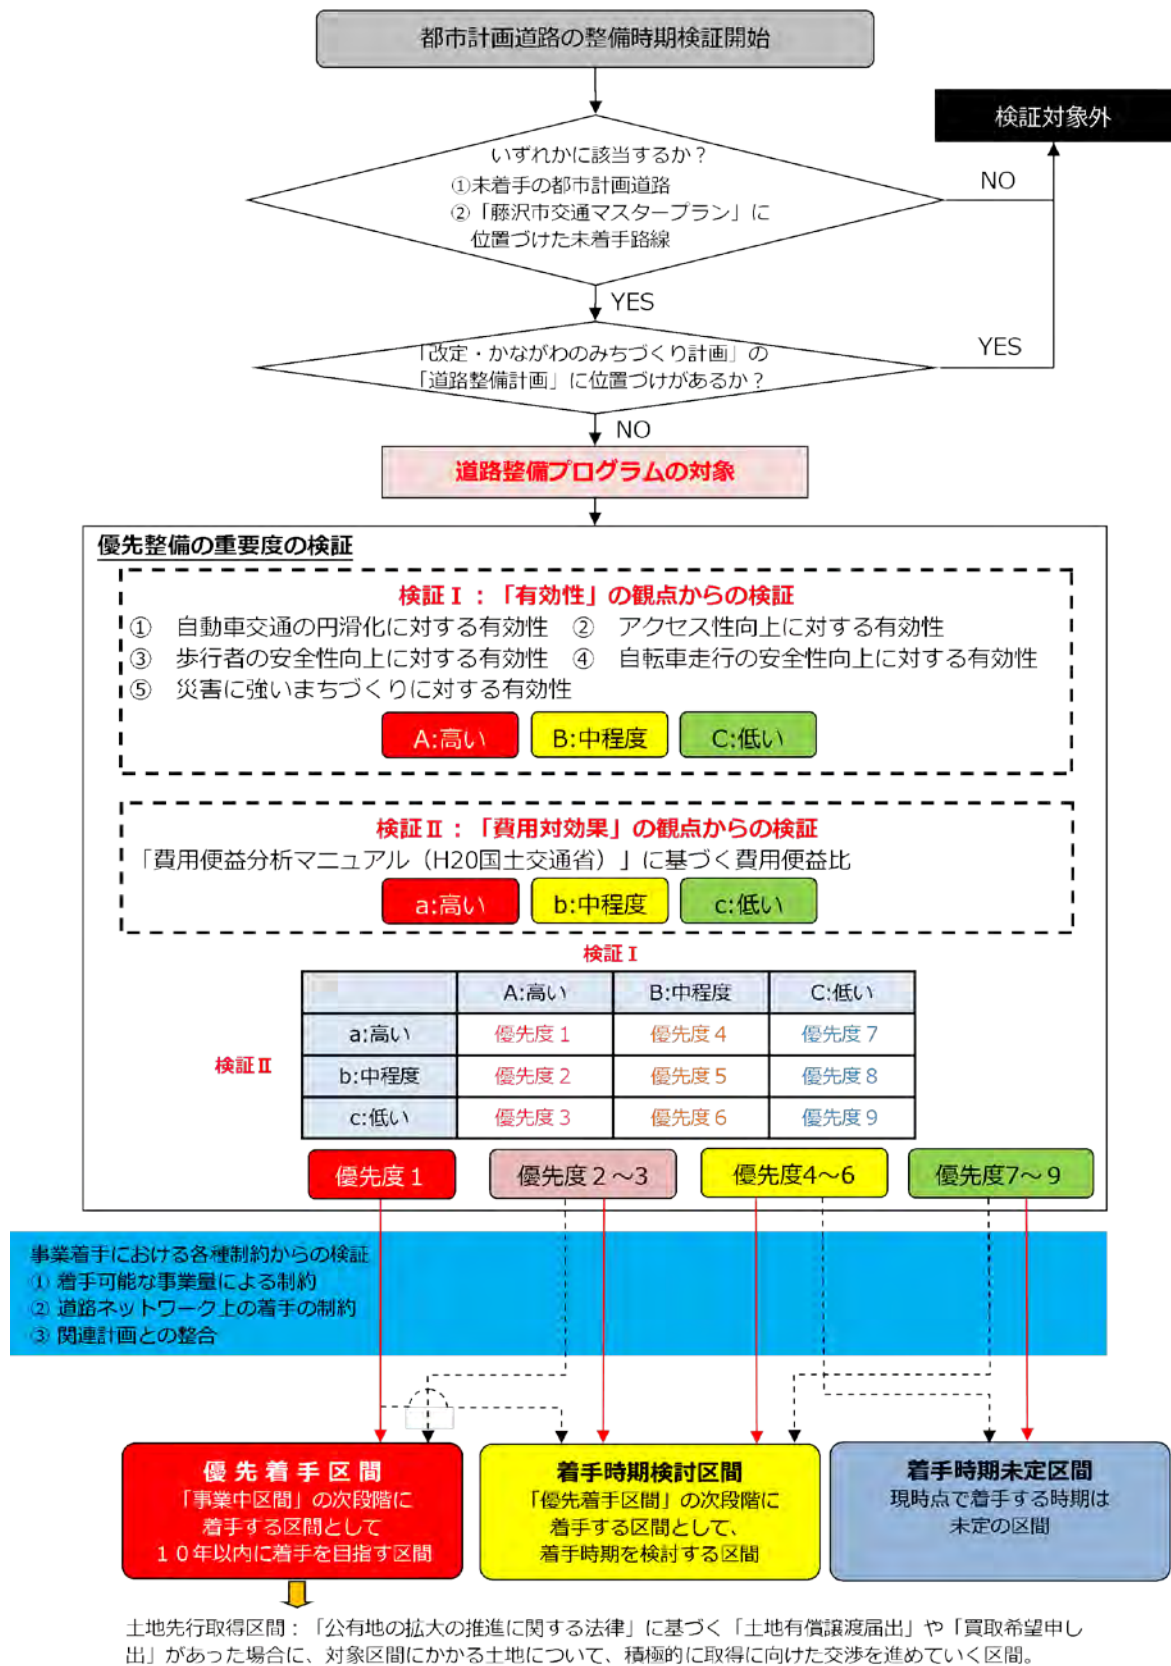 都市計画道路の整備時期検証開始
検証対象外
いずれかに該当するか？
①未着手の都市計画道路
②「藤沢市交通マスタープラン」に
位置づけた未着手路線
NO
YES
「改定・かながわのみちづくり計画」の
「道路整備計画」に位置づけがあるか？
YES
NO
道路整備プログラムの対象
優先整備の重要度の検証
検証Ⅰ：「有効性」の観点からの検証
①　自動車交通の円滑化に対する有効性　②　アクセス性向上に対する有効性
③　歩行者の安全性向上に対する有効性　④　自転車走行の安全性向上に対する有効性
⑤　災害に強いまちづくりに対する有効性
A:高い　B:中程度　C:低い
検証Ⅱ：「費用対効果」の観点からの検証
「費用便益分析マニュアル（H20国土交通省）」に基づく費用便益比
a:高い　b:中程度　c:低い
検証Ⅰ
A:高い　B:中程度　C:低い
a:高い　優先度１　優先度４　優先度７
検証Ⅱ
b:中程度　優先度２　優先度５　優先度８
c:低い　優先度３　優先度６　優先度９
優先度１　優先度２～3　優先度4～6　優先度7～９
事業着手における各種制約からの検証
① 着手可能な事業量による制約
② 道路ネットワーク上の着手の制約
③ 関連計画との整合
優先着手区間
「事業中区間」の次段階に
着手する区間として
１０年以内に着手を目指す区間
着手時期検討区間
「優先着手区間」の次段階に
着手する区間として、
着手時期を検討する区間
着手時期未定区間
現時点で着手する時期は
未定の区間
土地先行取得区間：「公有地の拡大の推進に関する法律」に基づく「土地有償譲渡届出」や「買取希望申し
出」があった場合に、対象区間にかかる土地について、積極的に取得に向けた交渉を進めていく区間。